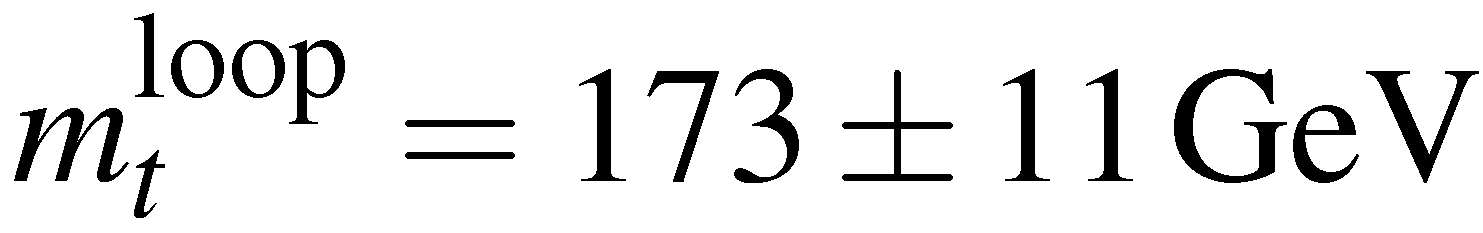 m_t^loop = 173 ± 11 GeV